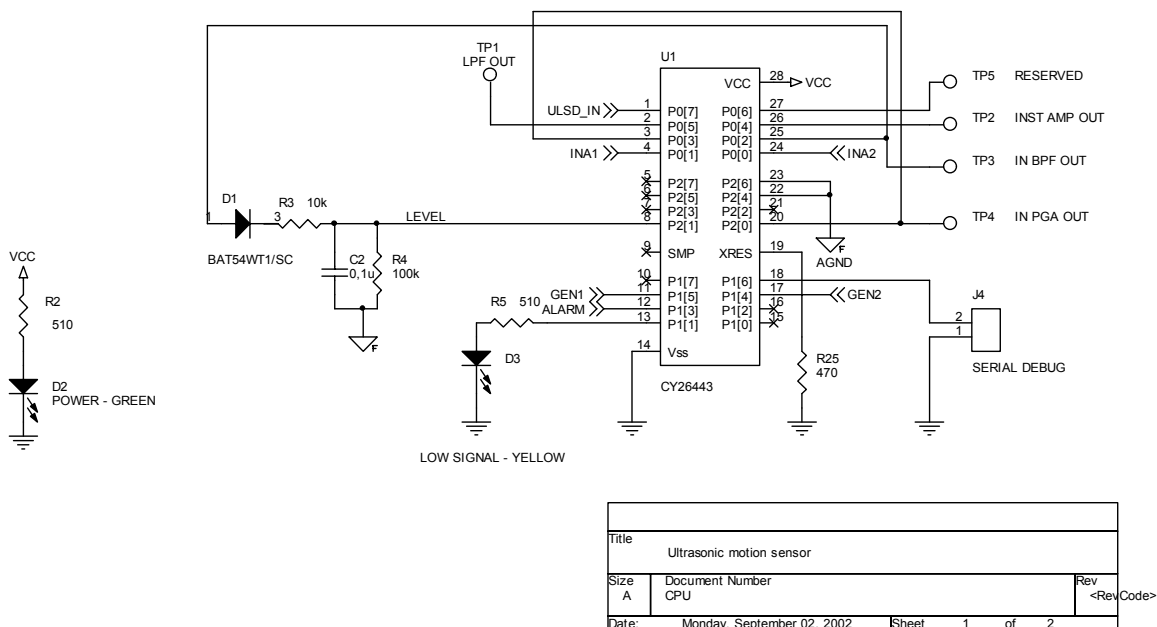 TP1
LPF OUT
U1
VCC
28
VCC
TP5 RESERVED
ULSD_IN
1
P0[7]
P0[6]
27
2
P0[5]
P0[4]
26
TP2 INST AMP OUT
3
P0[3]
P0[2]
25
INA1
4
P0[1]
P0[0]
24
INA2
TP3 IN BPF OUT
5
P2[7]
P2[6]
23
6
P2[5]
P2[4]
22
7
P2[3]
P2[2]
21
D1
1
3
R3 10k
LEVEL
8
P2[1]
P2[0]
20
TP4 IN PGA OUT
BAT54WT1/SC
C2
0,1u
R4
100k
F
9
SMP
XRES
19
F
AGND
VCC
R2
510
10
P1[7]
P1[6]
18
GEN1
11
P1[5]
P1[4]
17
GEN2
J4
R5 510
ALARM
12
P1[3]
P1[2]
16
13
P1[1]
P1[0]
15
2
1
SERIAL DEBUG
D3
14
Vss
R25
470
CY26443
D2
POWER - GREEN
LOW SIGNAL - YELLOW
Title
Ultrasonic motion sensor
Size
A
Document Number
CPU
Rev
<RevCode>
Date: Monday, September 02, 2002 Sheet 1 of 2